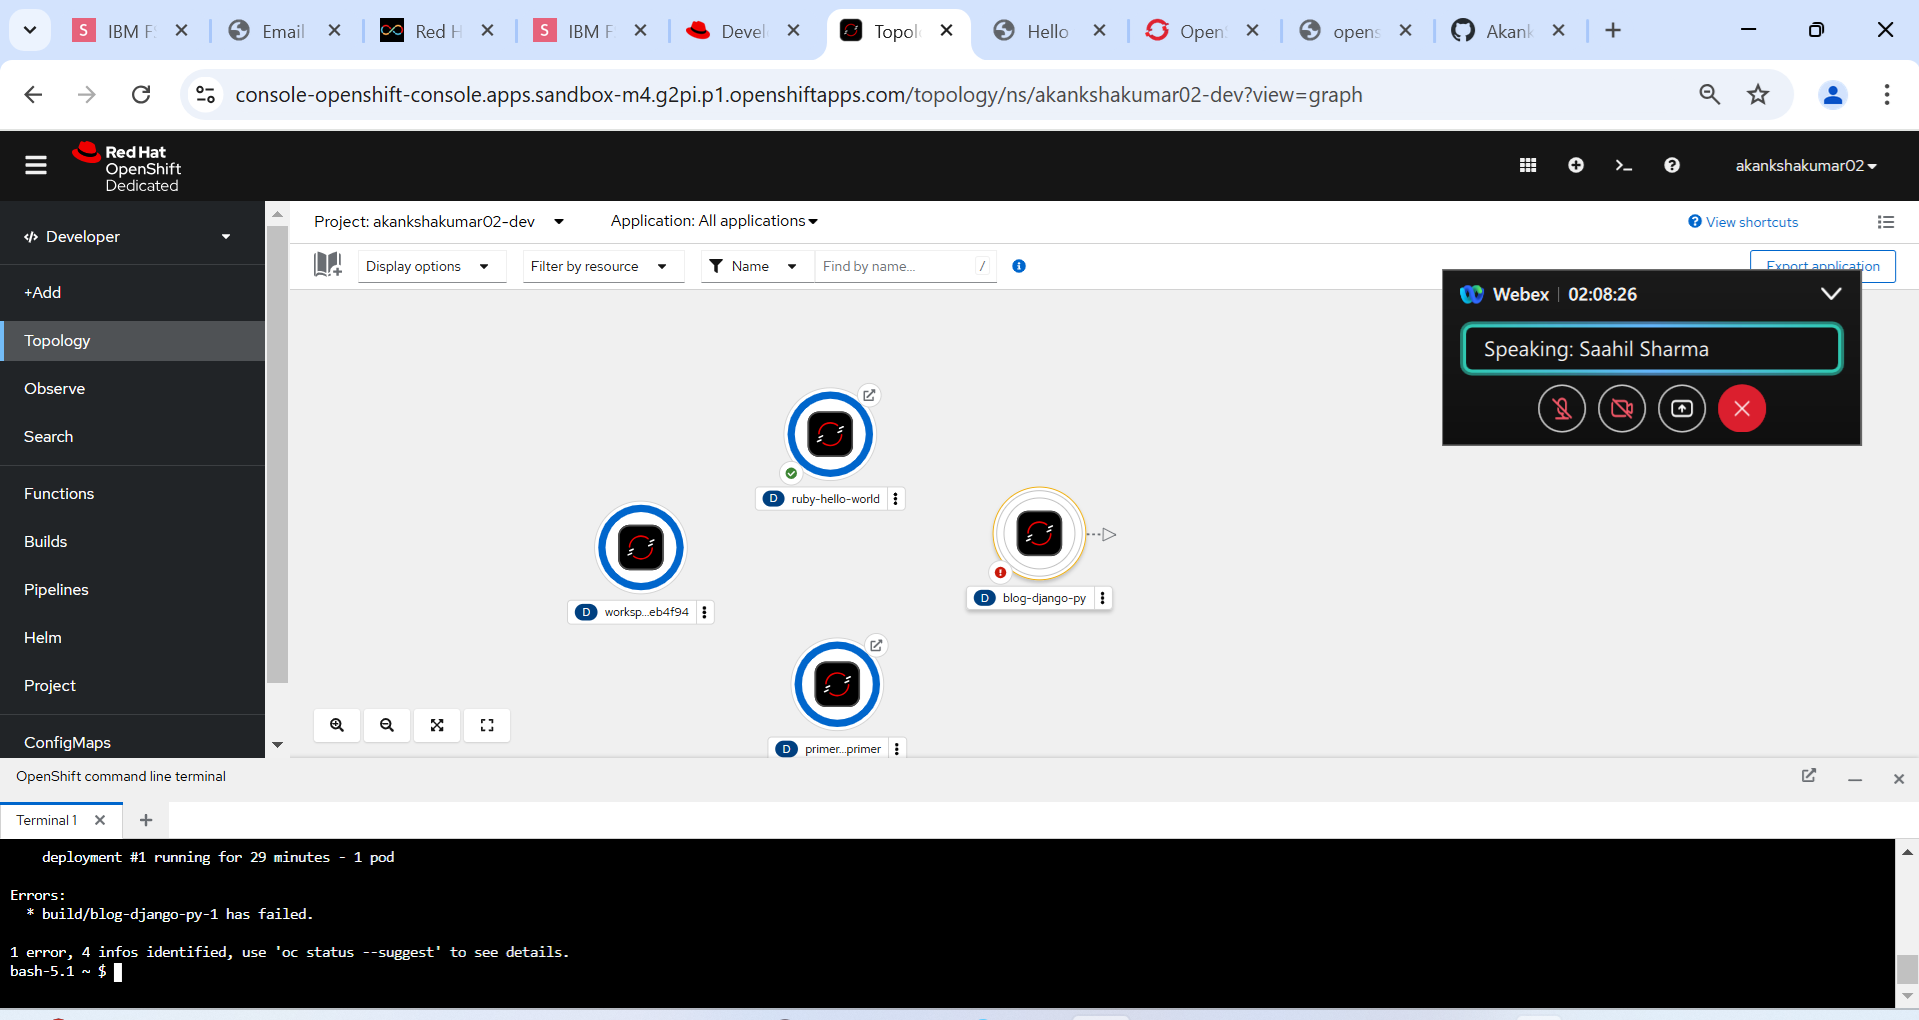 IBM F
Email
Red H
IBM F
Devel
Topol
Hello
Open
opens
Akank
console-openshift-console.apps.sandbox-m4.g2pi.p1.openshiftapps.com/topology/ns/akankshakumar02-dev?view=graph
Red Hat
OpenShift
Dedicated
akankshakumar02
Developer
+Add
Topology
Observe
Search
Functions
Builds
Pipelines
Helm
Project
ConfigMaps
Project: akankshakumar02-dev
Application: All applications
View shortcuts
Display options
Filter by resource
Name
Find by name...
/
Export application
Webex
02:08:26
Speaking: Saahil Sharma
D ruby-hello-world
D worksp...eb4f94
D blog-django-py
D primer...primer
OpenShift command line terminal
Terminal 1
deployment #1 running for 29 minutes - 1 pod
Errors:
* build/blog-django-py-1 has failed.
1 error, 4 infos identified, use 'oc status --suggest' to see details.
bash-5.1 ~ $